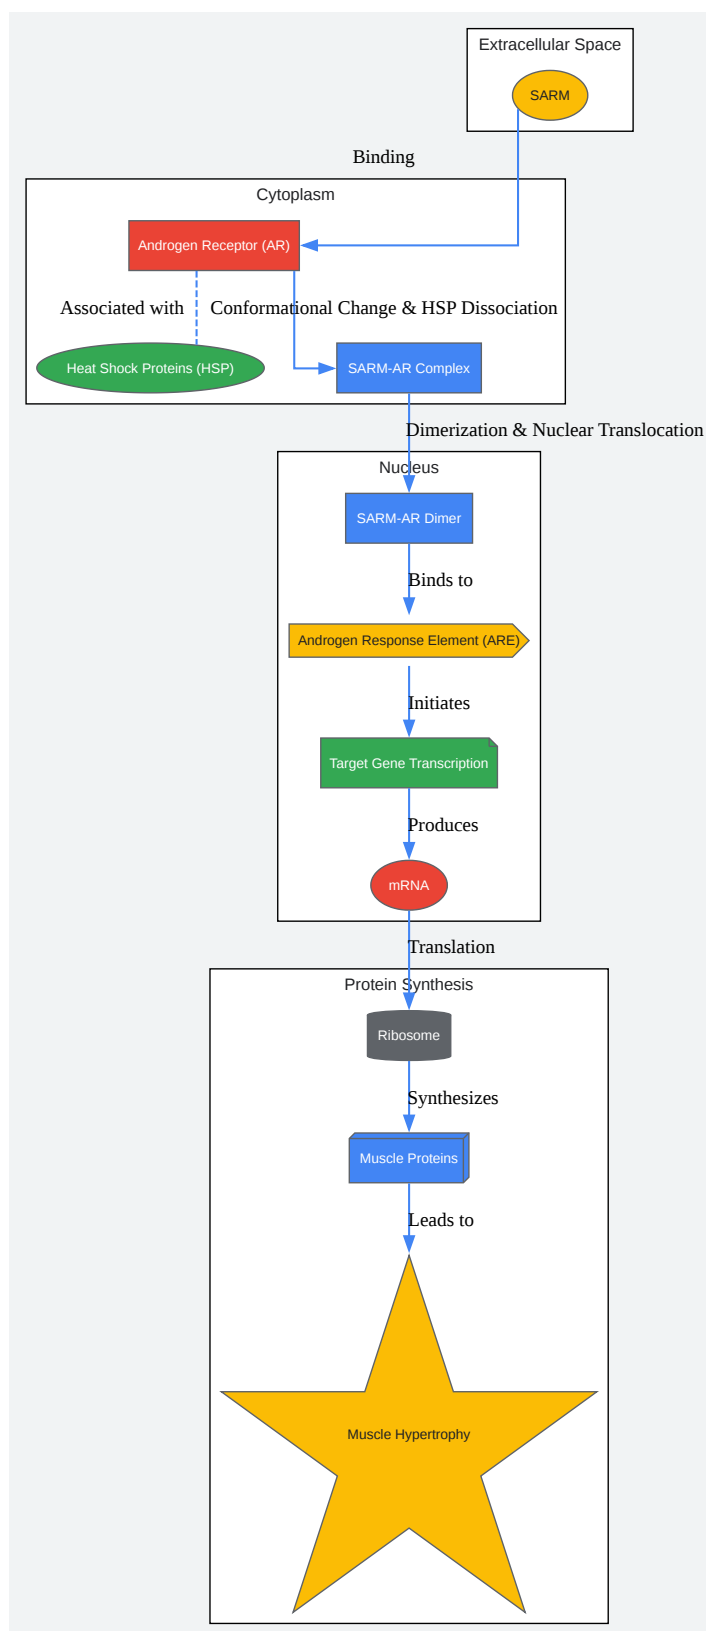 Extracellular Space
SARM
Binding
Cytoplasm
Androgen Receptor (AR)
Associated with
Conformational Change & HSP Dissociation
Heat Shock Proteins (HSP)
SARM-AR Complex
Dimerization & Nuclear Translocation
Nucleus
SARM-AR Dimer
Binds to
Androgen Response Element (ARE)
Initiates
Target Gene Transcription
Produces
mRNA
Translation
Protein Synthesis
Ribosome
Synthesizes
Muscle Proteins
Leads to
Muscle Hypertrophy